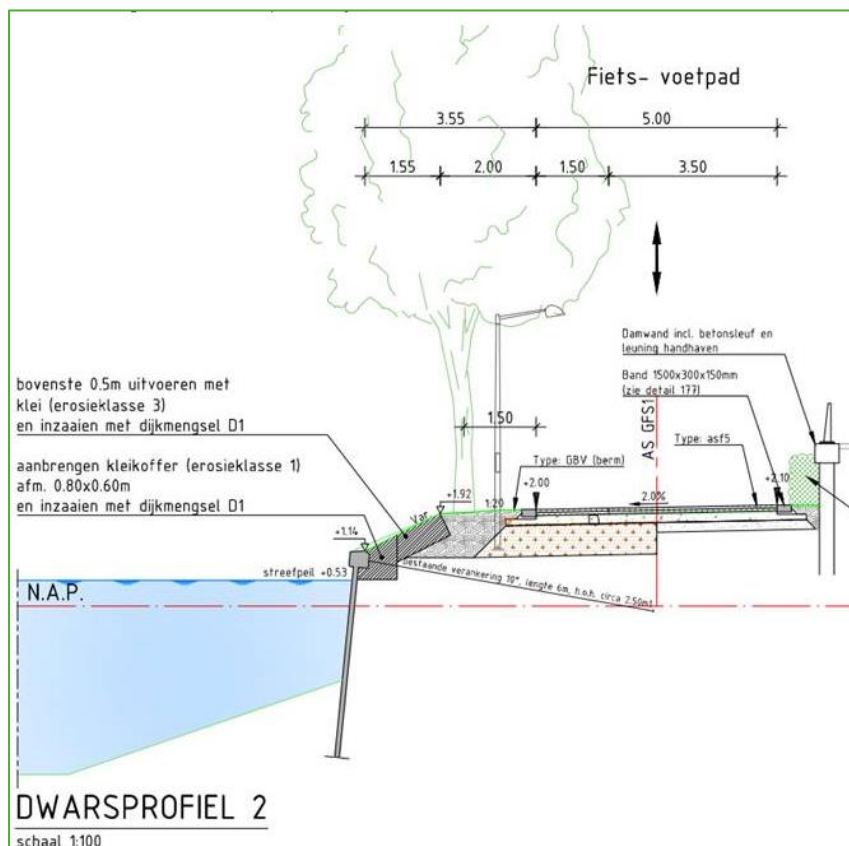 Fiets- voetpad
3.55
5.00
1.55
2.00
1.50
3.50
Damwand incl. betonsleuf en
leuning handhaven
Band 1500x300x150mm
(zie detail 177)
bovenste 0.5m uitvoeren met
klei (erosieklasse 3)
en inzaaien met dijkmengsel D1
1.50
AS GFS1
Type: asf5
aanbrengen kleikoffer (erosieklasse 1)
afm. 0.80x0.60m
en inzaaien met dijkmengsel D1
Type: GBV (berm)
+2.00
+2.10
+1.92
1:20
2.0%
Var
+1.14
streefpeil +0.53
bestaande verankering 10°, lengte 6m, h.o.h. circa 2.50m1
N.A.P.
DWARSPROFIEL 2
schaal 1:100